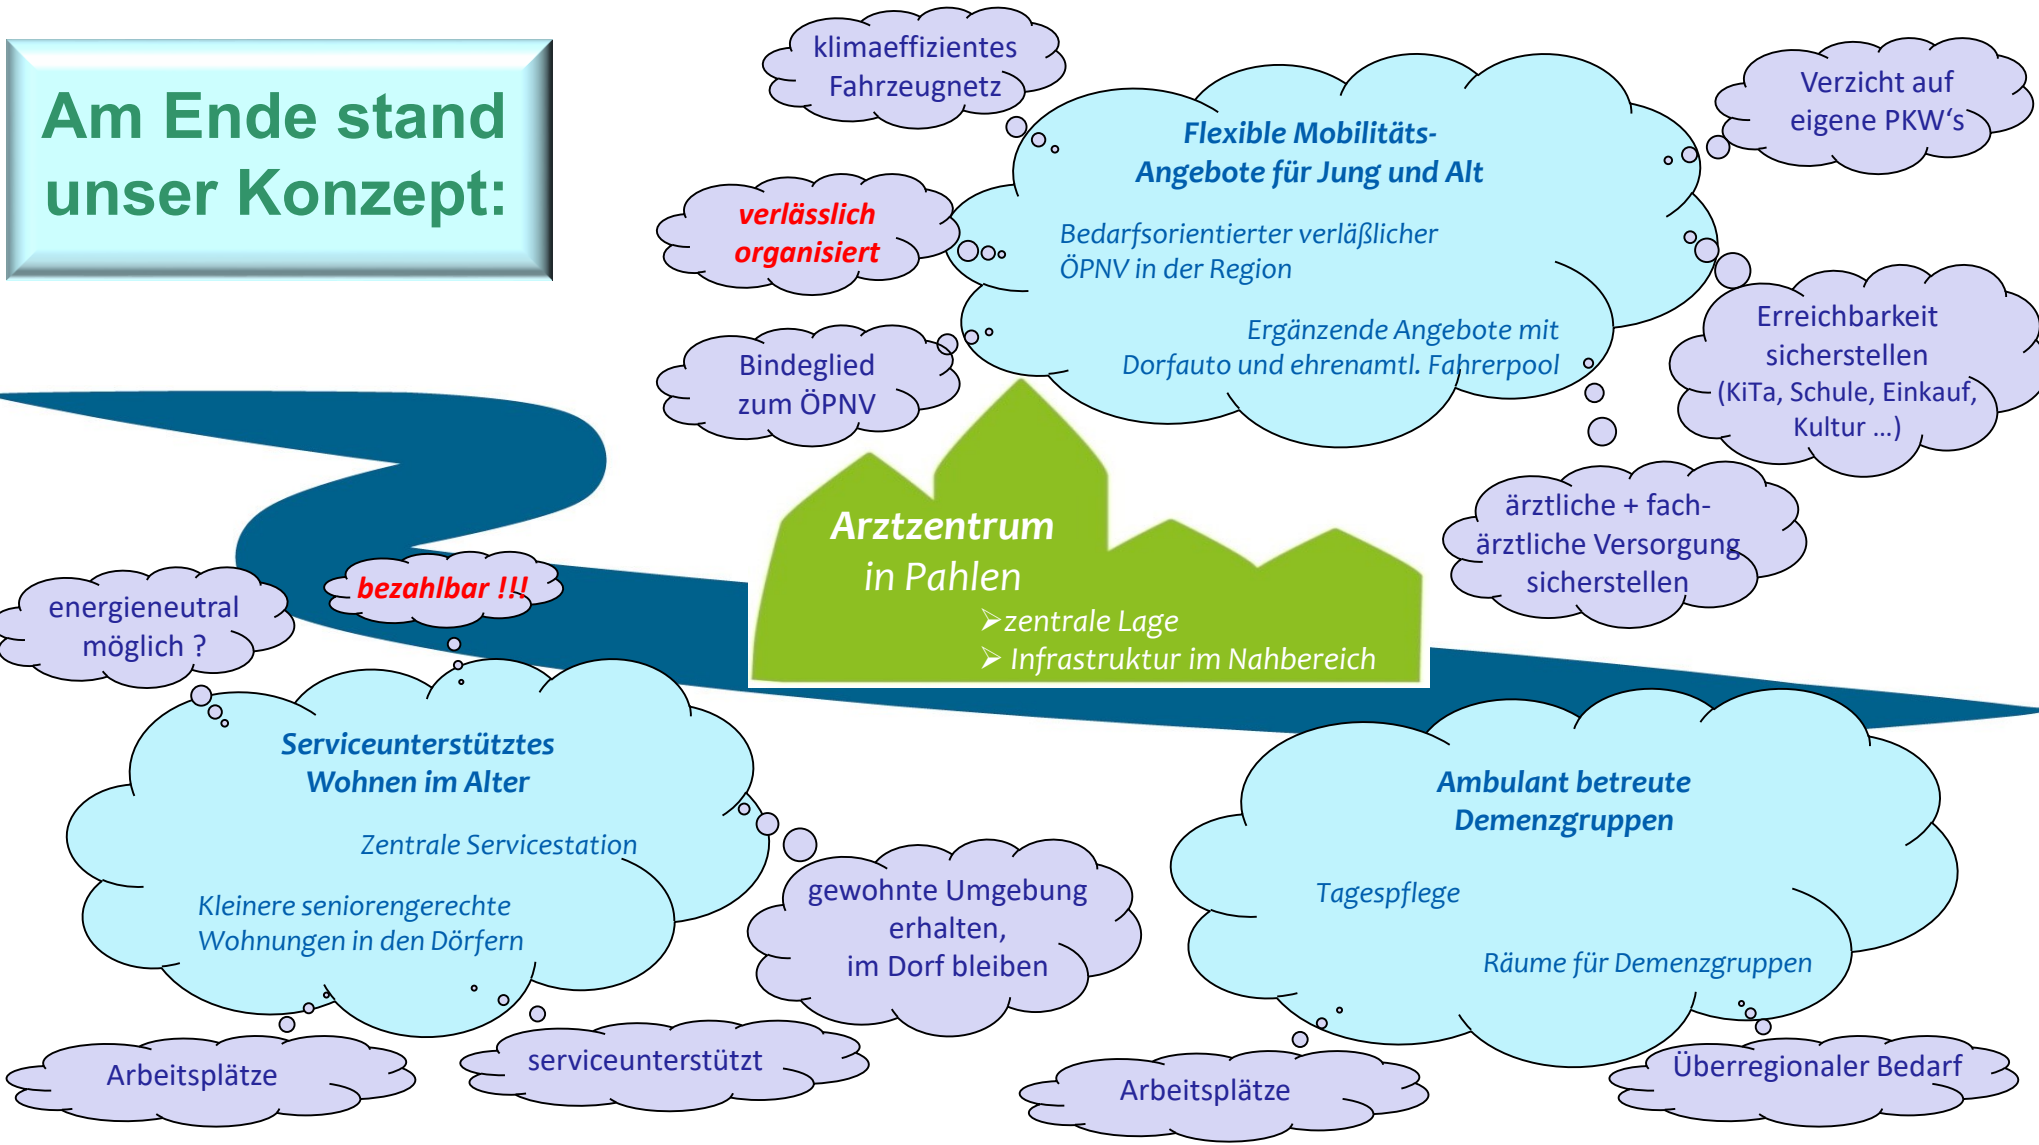 Am Ende stand
unser Konzept:
klimaeffizientes
Fahrzeugnetz
verlässlich
organisiert
Bindeglied
zum ÖPNV
Flexible Mobilitäts-
Angebote für Jung und Alt
Bedarfsorientierter verläßlicher
ÖPNV in der Region
Ergänzende Angebote mit
Dorfauto und ehrenamtl. Fahrerpool
Verzicht auf
eigene PKW‘s
Erreichbarkeit
sicherstellen
(KiTa, Schule, Einkauf,
Kultur …)
ärztliche + fach-
ärztliche Versorgung
sicherstellen
Arztzentrum
in Pahlen
➢zentrale Lage
➢ Infrastruktur im Nahbereich
energieneutral
möglich ?
bezahlbar !!!
Serviceunterstütztes
Wohnen im Alter
Zentrale Servicestation
Kleinere seniorengerechte
Wohnungen in den Dörfern
gewohnte Umgebung
erhalten,
im Dorf bleiben
Arbeitsplätze
serviceunterstützt
Ambulant betreute
Demenzgruppen
Tagespflege
Räume für Demenzgruppen
Arbeitsplätze
Überregionaler Bedarf